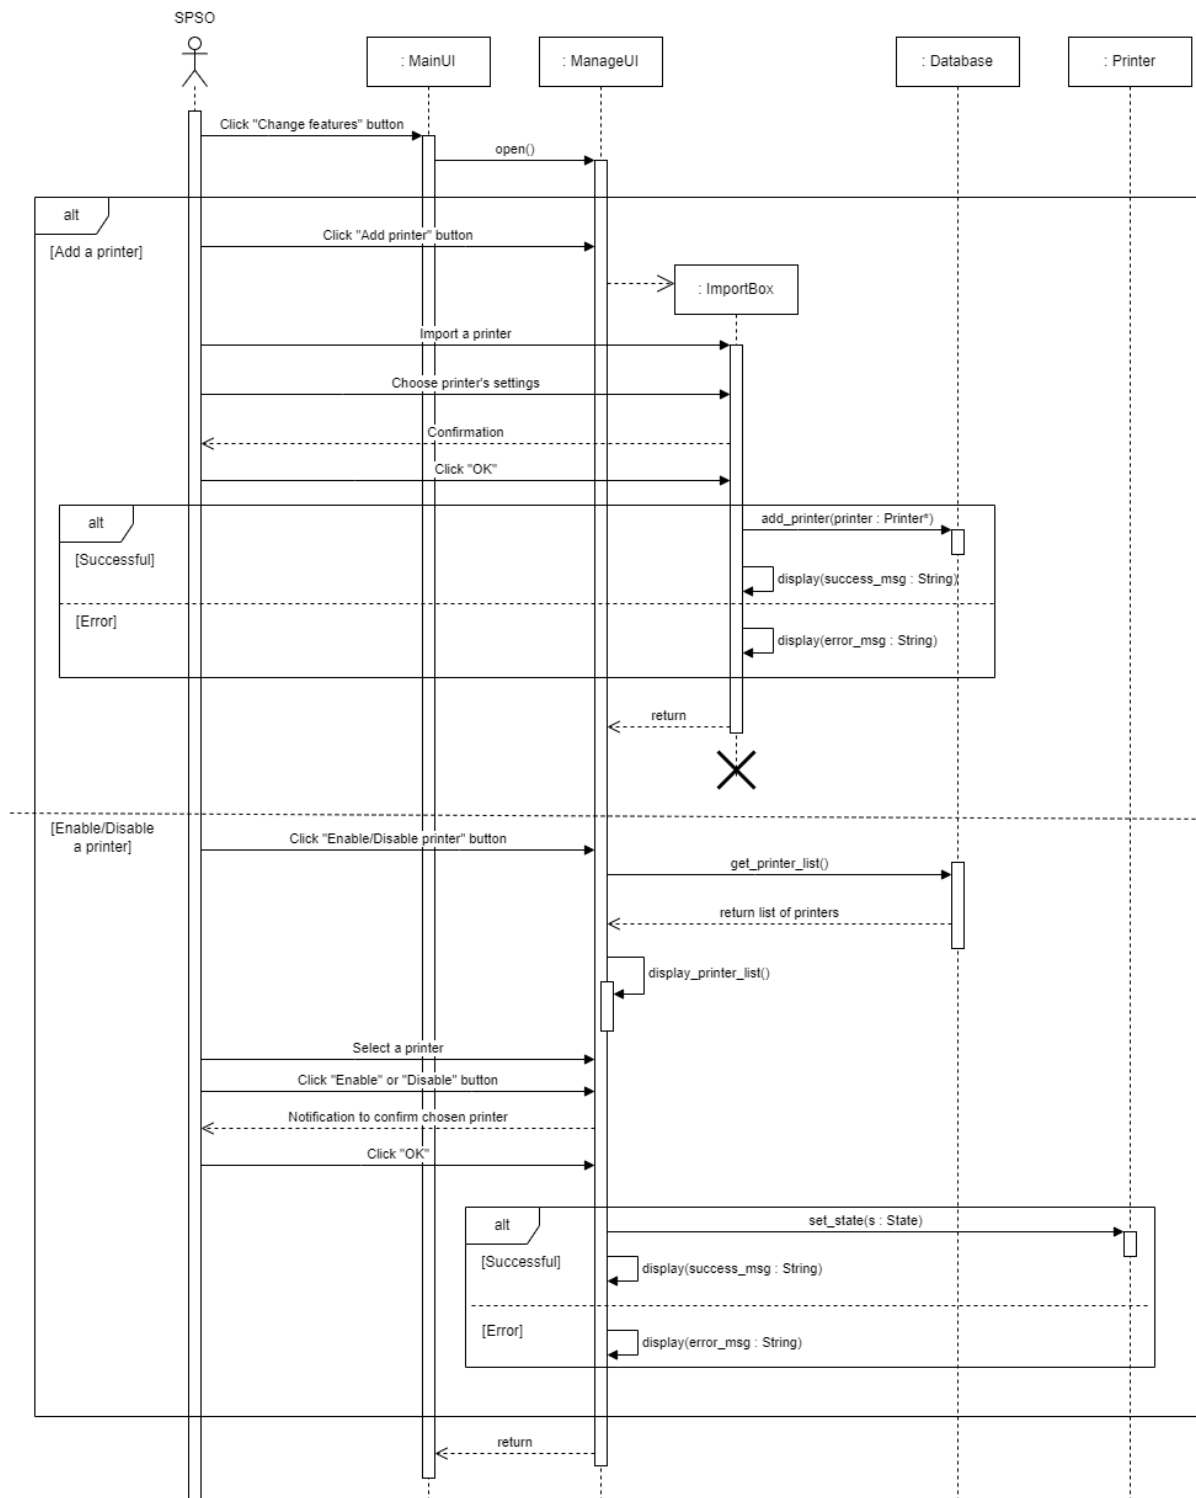 SPSO
: MainUI
: ManageUI
: Database
: Printer
Click "Change features" button
open()
alt
[Add a printer]
Click "Add printer" button
: ImportBox
Import a printer
Choose printer's settings
Confirmation
Click "OK"
alt
add_printer(printer : Printer*)
[Successful]
display(success_msg : String)
[Error]
display(error_msg : String)
return
[Enable/Disable
a printer]
Click "Enable/Disable printer" button
get_printer_list()
return list of printers
display_printer_list()
Select a printer
Click "Enable" or "Disable" button
Notification to confirm chosen printer
Click "OK"
alt
set_state(s : State)
[Successful]
display(success_msg : String)
[Error]
display(error_msg : String)
return